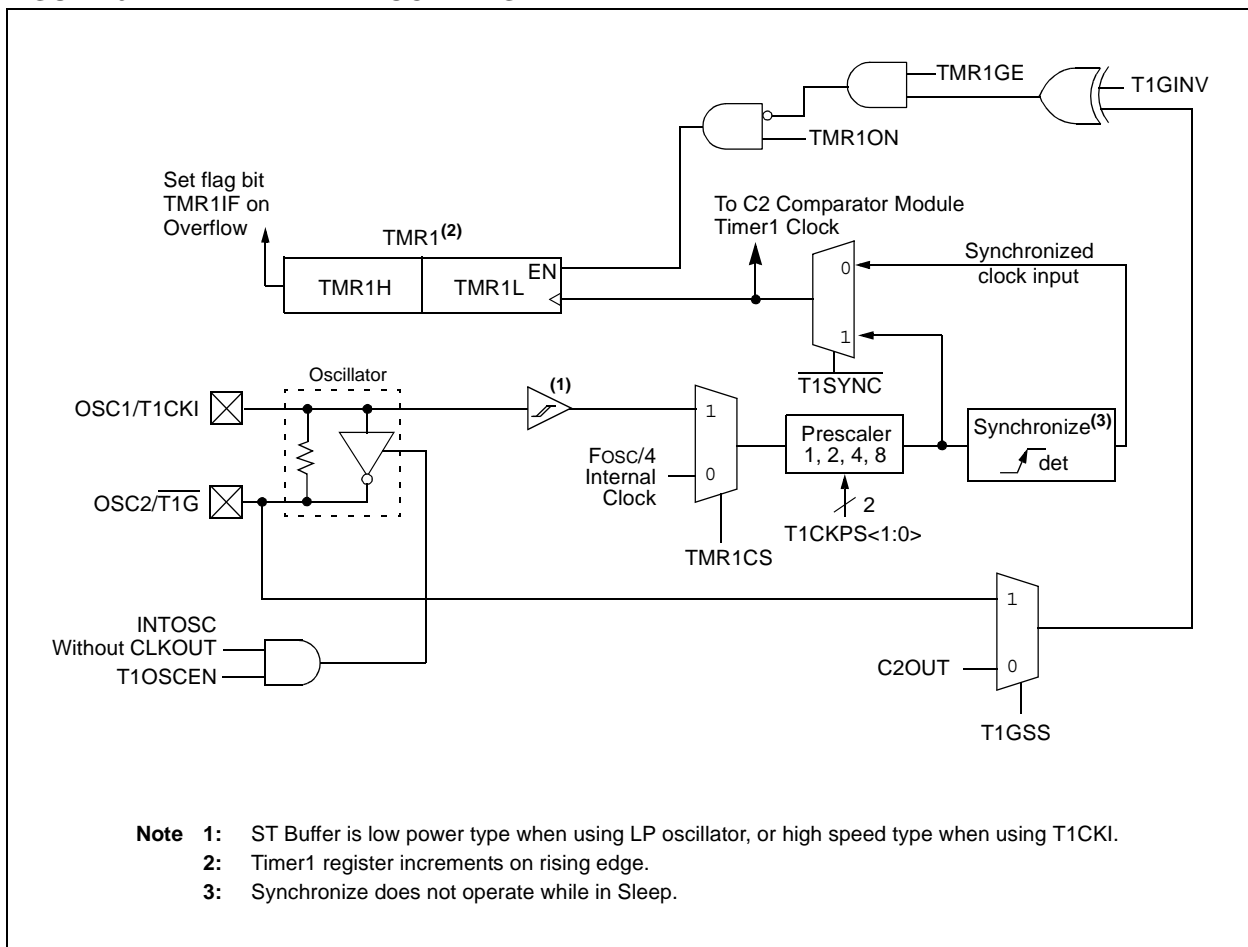 TMR1GE
T1GINV
TMR1ON
Set flag bit
TMR1IF on
Overflow
To C2 Comparator Module
Timer1 Clock
TMR1(2)
EN
TMR1H
TMR1L
0
1
Synchronized
clock input
T1SYNC
Oscillator
(1)
OSC1/T1CKI
1
0
FOSC/4
Internal
Clock
Prescaler
1, 2, 4, 8
Synchronize(3)
det
OSC2/T1G
2
T1CKPS<1:0>
TMR1CS
INTOSC
Without CLKOUT
T1OSCEN
1
0
C2OUT
T1GSS
Note 1: ST Buffer is low power type when using LP oscillator, or high speed type when using T1CKI.
2: Timer1 register increments on rising edge.
3: Synchronize does not operate while in Sleep.